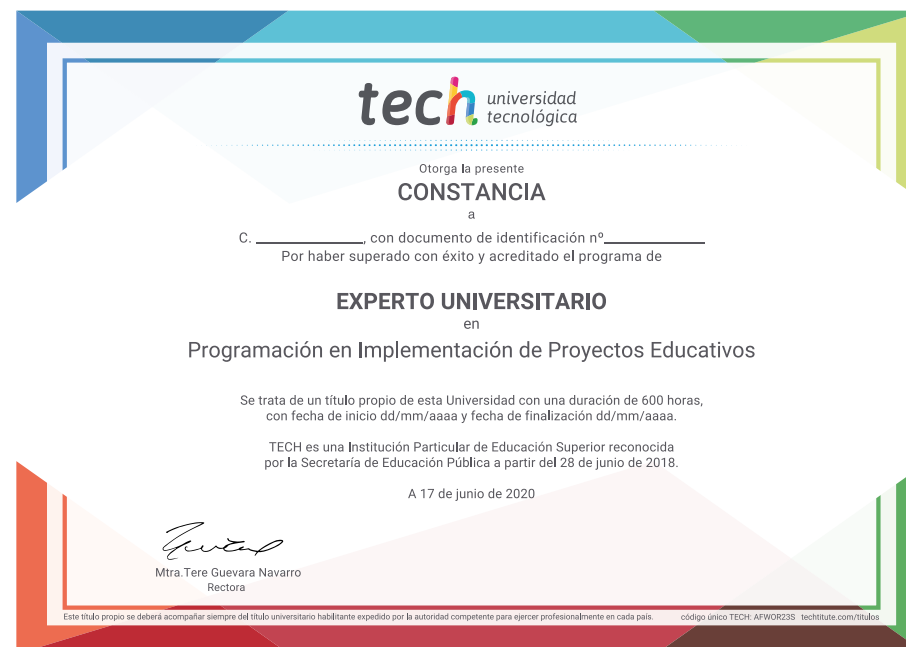 tech universidad
tecnológica
Otorga la presente
CONSTANCIA
a
C. ____________, con documento de identificación nº____________
Por haber superado con éxito y acreditado el programa de
EXPERTO UNIVERSITARIO
en
Programación en Implementación de Proyectos Educativos
Se trata de un título propio de esta Universidad con una duración de 600 horas,
con fecha de inicio dd/mm/aaaa y fecha de finalización dd/mm/aaaa.
TECH es una Institución Particular de Educación Superior reconocida
por la Secretaría de Educación Pública a partir del 28 de junio de 2018.
A 17 de junio de 2020
Mtra.Tere Guevara Navarro
Rectora
Este título propio se deberá acompañar siempre del título universitario habilitante expedido por la autoridad competente para ejercer profesionalmente en cada país. código único TECH: AFWOR23S techtitute.com/titulos